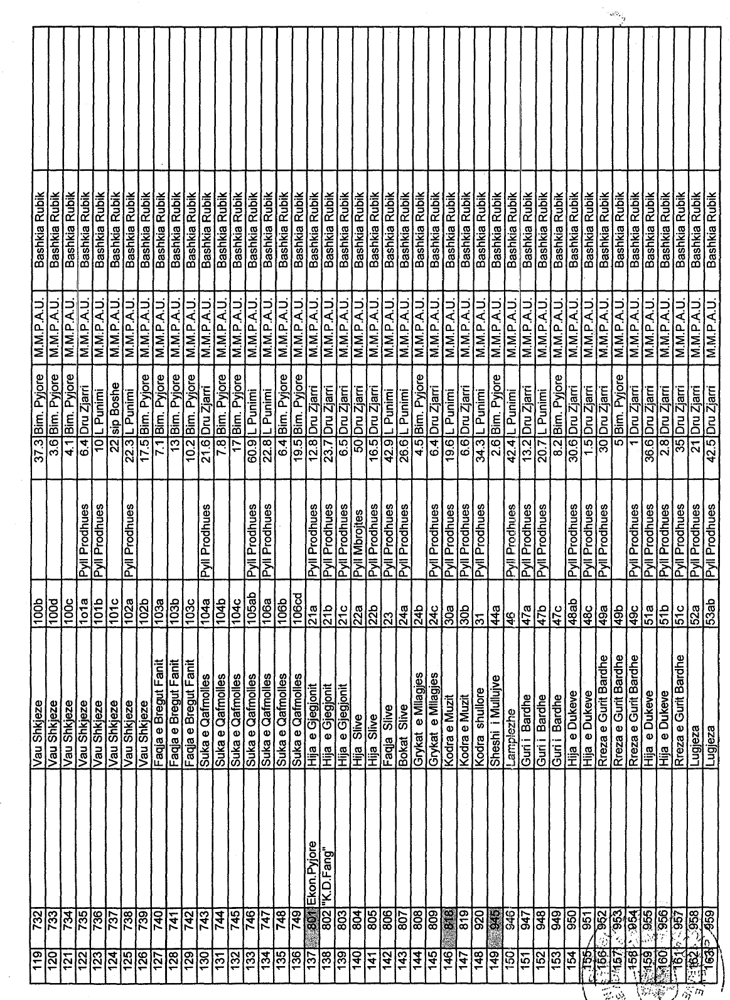 119 732 Vau Shkjeze 100b 37.3 Bim. Pyjore M.M.P.A.U. Bashkia Rubik
120 733 Vau Shkjeze 100d 3.6 Bim. Pyjore M.M.P.A.U. Bashkia Rubik
121 734 Vau Shkjeze 100c 4.1 Bim. Pyjore M.M.P.A.U. Bashkia Rubik
122 735 Vau Shkjeze 1o1a Pyll Prodhues 6.4 Dru Zjarri M.M.P.A.U. Bashkia Rubik
123 736 Vau Shkjeze 101b Pyll Prodhues 10 L Punimi M.M.P.A.U. Bashkia Rubik
124 737 Vau Shkjeze 101c 22 sip Boshe M.M.P.A.U. Bashkia Rubik
125 738 Vau Shkjeze 102a Pyll Prodhues 22.3 L Punimi M.M.P.A.U. Bashkia Rubik
126 739 Vau Shkjeze 102b 17.5 Bim. Pyjore M.M.P.A.U. Bashkia Rubik
127 740 Faqja e Bregut Fanit 103a 7.1 Bim. Pyjore M.M.P.A.U. Bashkia Rubik
128 741 Faqja e Bregut Fanit 103b 13 Bim. Pyjore M.M.P.A.U. Bashkia Rubik
129 742 Faqja e Bregut Fanit 103c 10.2 Bim. Pyjore M.M.P.A.U. Bashkia Rubik
130 743 Suka e Qafmolles 104a Pyll Prodhues 21.6 Dru Zjarri M.M.P.A.U. Bashkia Rubik
131 744 Suka e Qafmolles 104b 7.8 Bim. Pyjore M.M.P.A.U. Bashkia Rubik
132 745 Suka e Qafmolles 104c 17 Bim. Pyjore M.M.P.A.U. Bashkia Rubik
133 746 Suka e Qafmolles 105ab Pyll Prodhues 60.9 L Punimi M.M.P.A.U. Bashkia Rubik
134 747 Suka e Qafmolles 106a Pyll Prodhues 22.8 L Punimi M.M.P.A.U. Bashkia Rubik
135 748 Suka e Qafmolles 106b 6.4 Bim. Pyjore M.M.P.A.U. Bashkia Rubik
136 749 Suka e Qafmolles 106cd 19.5 Bim. Pyjore M.M.P.A.U. Bashkia Rubik
137 801 Ekon.Pyjore Hija e Gjegjonit 21a Pyll Prodhues 12.8 Dru Zjarri M.M.P.A.U. Bashkia Rubik
138 802 "K.D.Fang" Hija e Gjegjonit 21b Pyll Prodhues 23.7 Dru Zjarri M.M.P.A.U. Bashkia Rubik
139 803 Hija e Gjegjonit 21c Pyll Prodhues 6.5 Dru Zjarri M.M.P.A.U. Bashkia Rubik
140 804 Hija Slive 22a Pyll Mbrojtes 50 Dru Zjarri M.M.P.A.U. Bashkia Rubik
141 805 Hija Slive 22b Pyll Prodhues 16.5 Dru Zjarri M.M.P.A.U. Bashkia Rubik
142 806 Faqja Slive 23 Pyll Prodhues 42.9 L Punimi M.M.P.A.U. Bashkia Rubik
143 807 Bokat Slive 24a Pyll Prodhues 26.6 L Punimi M.M.P.A.U. Bashkia Rubik
144 808 Grykat e Mllagjes 24b 4.5 Bim. Pyjore M.M.P.A.U. Bashkia Rubik
145 809 Grykat e Mllagjes 24c Pyll Prodhues 6.4 Dru Zjarri M.M.P.A.U. Bashkia Rubik
146 818 Kodra e Muzit 30a Pyll Prodhues 19.6 L Punimi M.M.P.A.U. Bashkia Rubik
147 819 Kodra e Muzit 30b Pyll Prodhues 6.6 Dru Zjarri M.M.P.A.U. Bashkia Rubik
148 920 Kodra shullore 31 Pyll Prodhues 34.3 L Punimi M.M.P.A.U. Bashkia Rubik
149 945 Sheshi i Mullujve 44a 2.6 Bim. Pyjore M.M.P.A.U. Bashkia Rubik
150 946 Lamplezhe 46 Pyll Prodhues 42.4 L Punimi M.M.P.A.U. Bashkia Rubik
151 947 Guri i Bardhe 47a Pyll Prodhues 13.2 Dru Zjarri M.M.P.A.U. Bashkia Rubik
152 948 Guri i Bardhe 47b Pyll Prodhues 20.7 L Punimi M.M.P.A.U. Bashkia Rubik
153 949 Guri i Bardhe 47c 8.2 Bim. Pyjore M.M.P.A.U. Bashkia Rubik
154 950 Hija e Dukeve 48ab Pyll Prodhues 30.6 Dru Zjarri M.M.P.A.U. Bashkia Rubik
155 951 Hija e Dukeve 48c Pyll Prodhues 1.5 Dru Zjarri M.M.P.A.U. Bashkia Rubik
156 952 Rreza e Gurit Bardhe 49a Pyll Prodhues 30 Dru Zjarri M.M.P.A.U. Bashkia Rubik
157 953 Rreza e Gurit Bardhe 49b 5 Bim. Pyjore M.M.P.A.U. Bashkia Rubik
158 954 Rreza e Gurit Bardhe 49c Pyll Prodhues 1 Dru Zjarri M.M.P.A.U. Bashkia Rubik
159 955 Hija e Dukeve 51a Pyll Prodhues 36.6 Dru Zjarri M.M.P.A.U. Bashkia Rubik
160 956 Hija e Dukeve 51b Pyll Prodhues 2.8 Dru Zjarri M.M.P.A.U. Bashkia Rubik
161 957 Rreza e Gurit Bardhe 51c Pyll Prodhues 35 Dru Zjarri M.M.P.A.U. Bashkia Rubik
162 958 Lugjeza 52a Pyll Prodhues 21 Dru Zjarri M.M.P.A.U. Bashkia Rubik
163 959 Lugjeza 53ab Pyll Prodhues 42.5 Dru Zjarri M.M.P.A.U. Bashkia Rubik